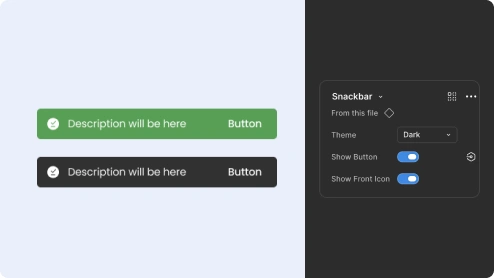 Description will be here Button
Description will be here Button
Snackbar
From this file
Theme Dark
Show Button
Show Front Icon